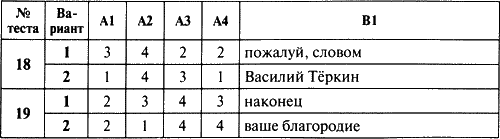 № теста Ва-риант А1 А2 А3 А4 В1
18 1 3 4 2 2 пожалуй, словом
2 1 4 3 1 Василий Тёркин
19 1 2 3 4 3 наконец
2 2 1 4 4 ваше благородие